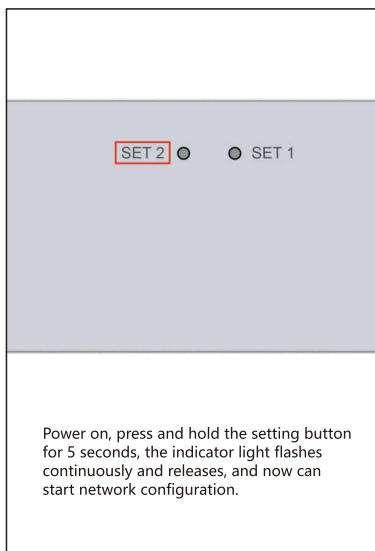 SET 2 SET 1
Power on, press and hold the setting button
for 5 seconds, the indicator light flashes
continuously and releases, and now can
start network configuration.